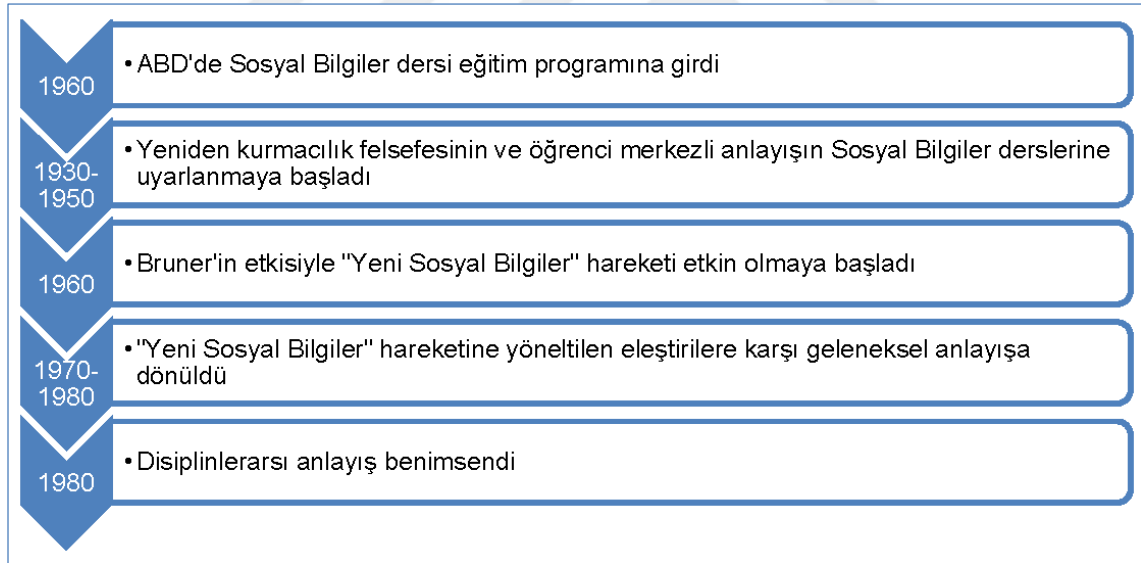 1960
• ABD'de Sosyal Bilgiler dersi eğitim programına girdi
1930-
1950
• Yeniden kurmacılık felsefesinin ve öğrenci merkezli anlayışın Sosyal Bilgiler derslerine
uyarlanmaya başladı
1960
• Bruner'in etkisiyle "Yeni Sosyal Bilgiler" hareketi etkin olmaya başladı
1970-
1980
• "Yeni Sosyal Bilgiler" hareketine yöneltilen eleştirilere karşı geleneksel anlayışa
dönüldü
1980
• Disiplinlerarsı anlayış benimsendi